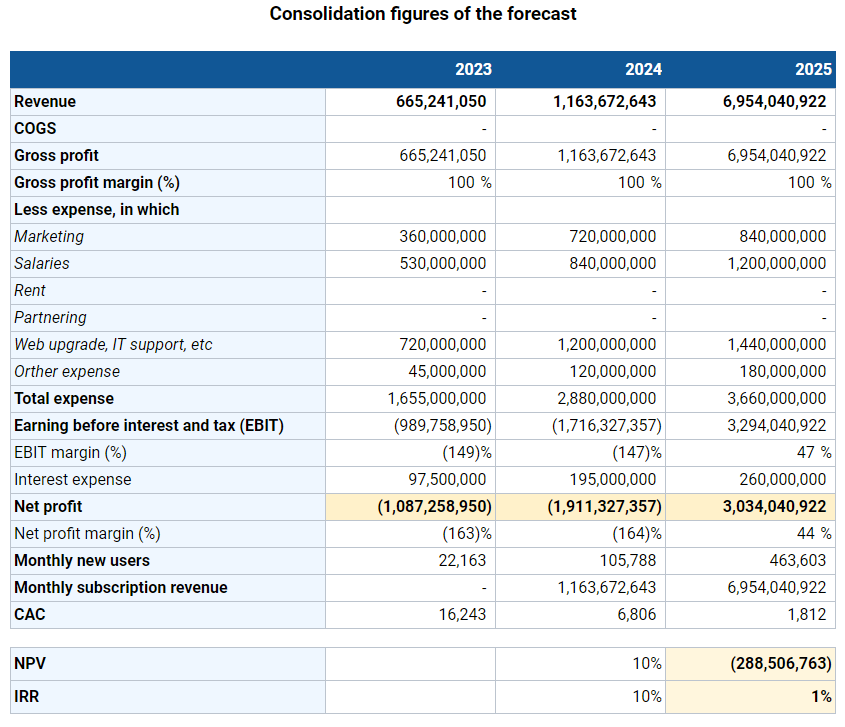 Consolidation figures of the forecast
2023 2024 2025
Revenue 665,241,050 1,163,672,643 6,954,040,922
COGS - - -
Gross profit 665,241,050 1,163,672,643 6,954,040,922
Gross profit margin (%) 100 % 100 % 100 %
Less expense, in which
Marketing 360,000,000 720,000,000 840,000,000
Salaries 530,000,000 840,000,000 1,200,000,000
Rent - - -
Partnering - - -
Web upgrade, IT support, etc 720,000,000 1,200,000,000 1,440,000,000
Orther expense 45,000,000 120,000,000 180,000,000
Total expense 1,655,000,000 2,880,000,000 3,660,000,000
Earning before interest and tax (EBIT) (989,758,950) (1,716,327,357) 3,294,040,922
EBIT margin (%) (149)% (147)% 47 %
Interest expense 97,500,000 195,000,000 260,000,000
Net profit (1,087,258,950) (1,911,327,357) 3,034,040,922
Net profit margin (%) (163)% (164)% 44 %
Monthly new users 22,163 105,788 463,603
Monthly subscription revenue - 1,163,672,643 6,954,040,922
CAC 16,243 6,806 1,812
NPV 10% (288,506,763)
IRR 10% 1%